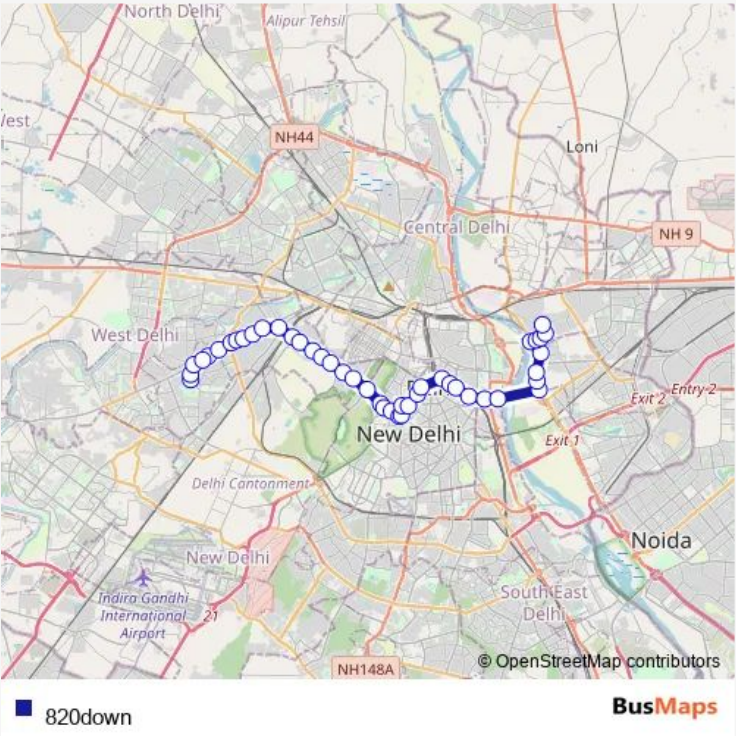 North Delhi
Alipur Tehsil
est
NH44
Loni
Central Delhi
NH 9
West Delhi
Entry 2
Exit 2
New Delhi
Exit 1
Delhi Cantonment
Noida
New Delhi
Indira Gandhi
International
Airport
21
South East
Delhi
NH148A
© OpenStreetMap contributors
820down
BusMaps